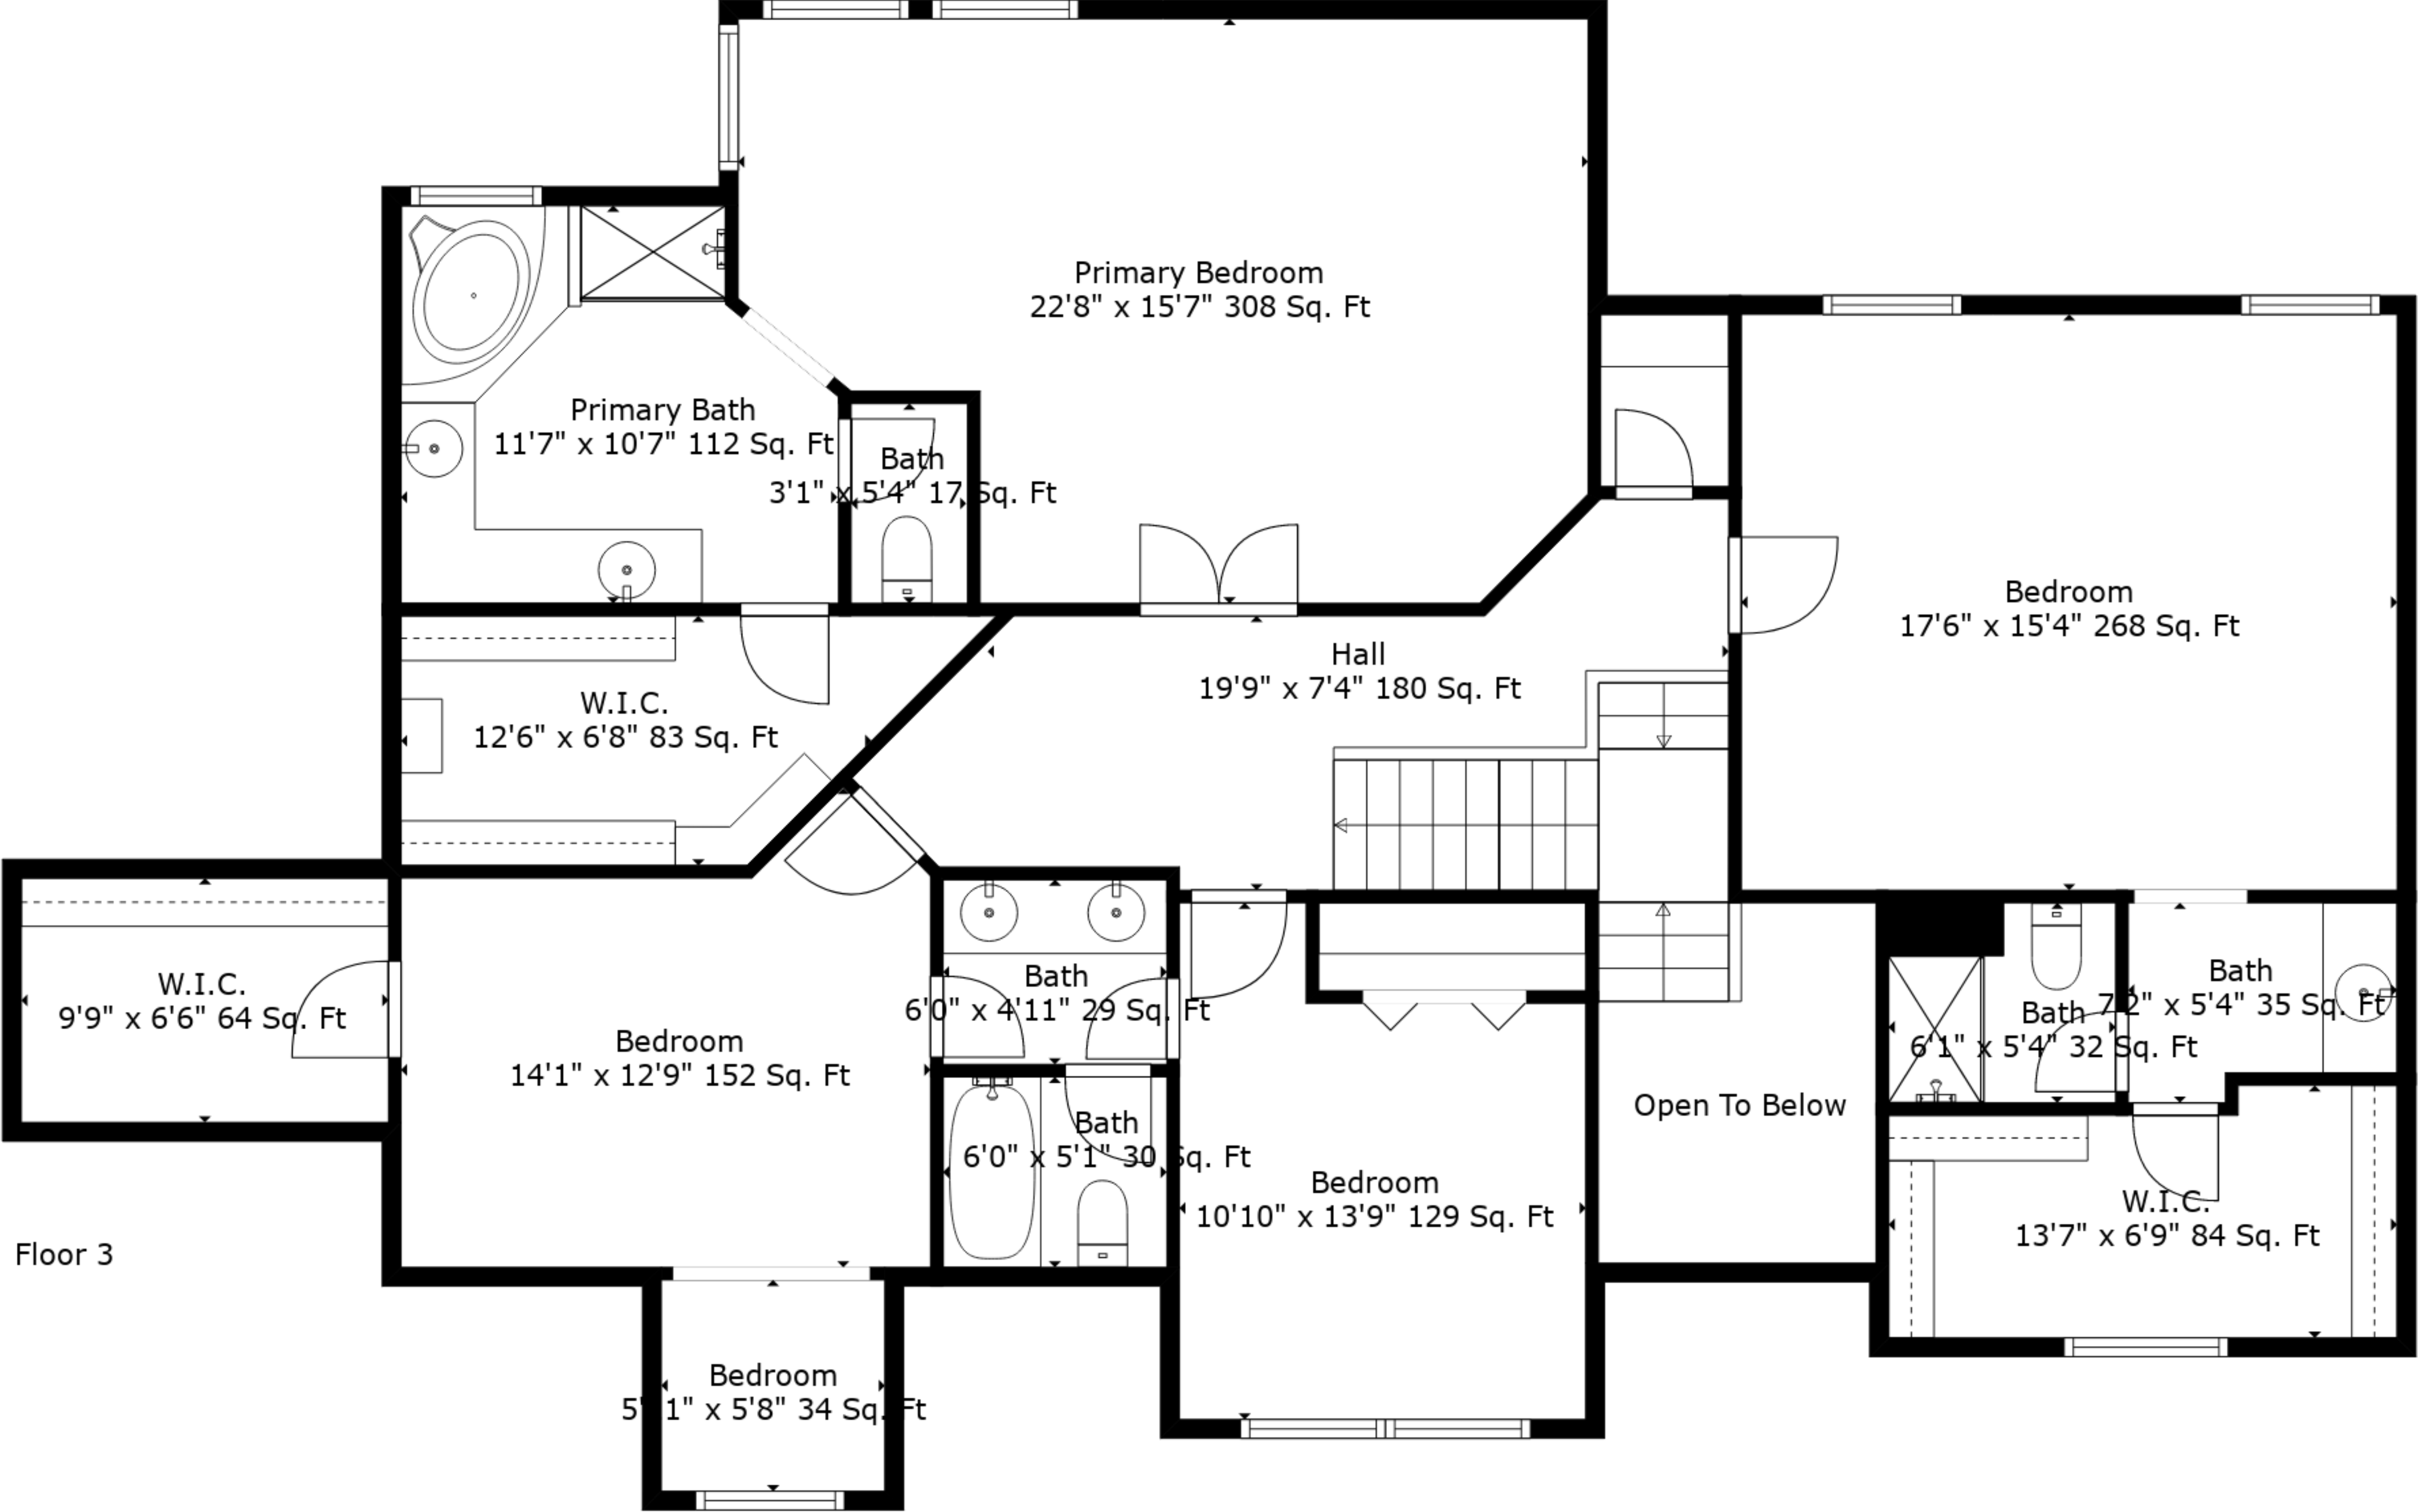 Primary Bedroom
22'8" x 15'7" 308 Sq. Ft
Primary Bath
11'7" x 10'7" 112 Sq. Ft
Bath
3'1" x 5'4" 17 Sq. Ft
Bedroom
17'6" x 15'4" 268 Sq. Ft
Hall
19'9" x 7'4" 180 Sq. Ft
W.I.C.
12'6" x 6'8" 83 Sq. Ft
W.I.C.
9'9" x 6'6" 64 Sq. Ft
Bedroom
14'1" x 12'9" 152 Sq. Ft
Bath
6'0" x 4'11" 29 Sq. Ft
Bath
7'2" x 5'4" 35 Sq. Ft
Bath
6'1" x 5'4" 32 Sq. Ft
Open To Below
Bath
6'0" x 5'1" 30 Sq. Ft
Bedroom
10'10" x 13'9" 129 Sq. Ft
W.I.C.
13'7" x 6'9" 84 Sq. Ft
Floor 3
Bedroom
x 5'8" 34 Sq. Ft